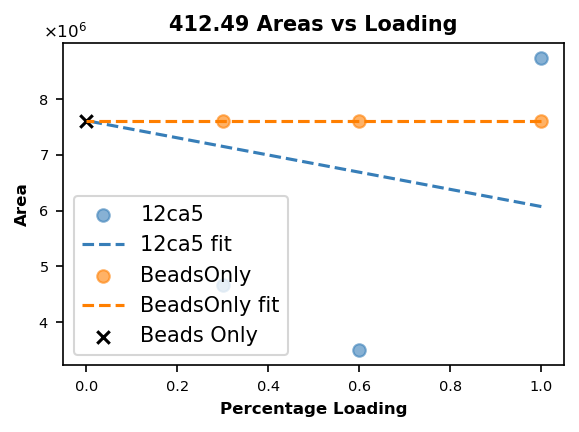 412.49 Areas vs Loading
×10⁶
8
7
6
5
4
Area
12ca5
12ca5 fit
BeadsOnly
BeadsOnly fit
Beads Only
0.0 0.2 0.4 0.6 0.8 1.0
Percentage Loading